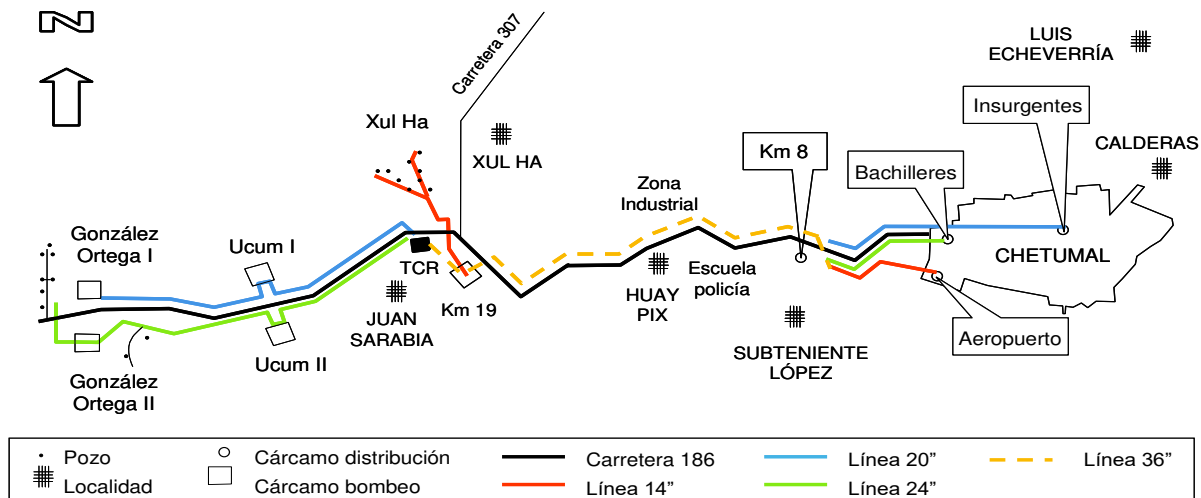 N
Carretera 307
LUIS
ECHEVERRÍA
Insurgentes
Xul Ha
XUL HA
Km 8
CALDERAS
Bachilleres
Zona
Industrial
González
Ortega I
Ucum I
CHETUMAL
TCR
Km 19
Escuela
policía
JUAN
SARABIA
HUAY
PIX
Aeropuerto
SUBTENIENTE
LÓPEZ
Ucum II
González
Ortega II
Pozo
Cárcamo distribución
Carretera 186
Línea 20”
Línea 36”
Localidad
Cárcamo bombeo
Línea 14”
Línea 24”